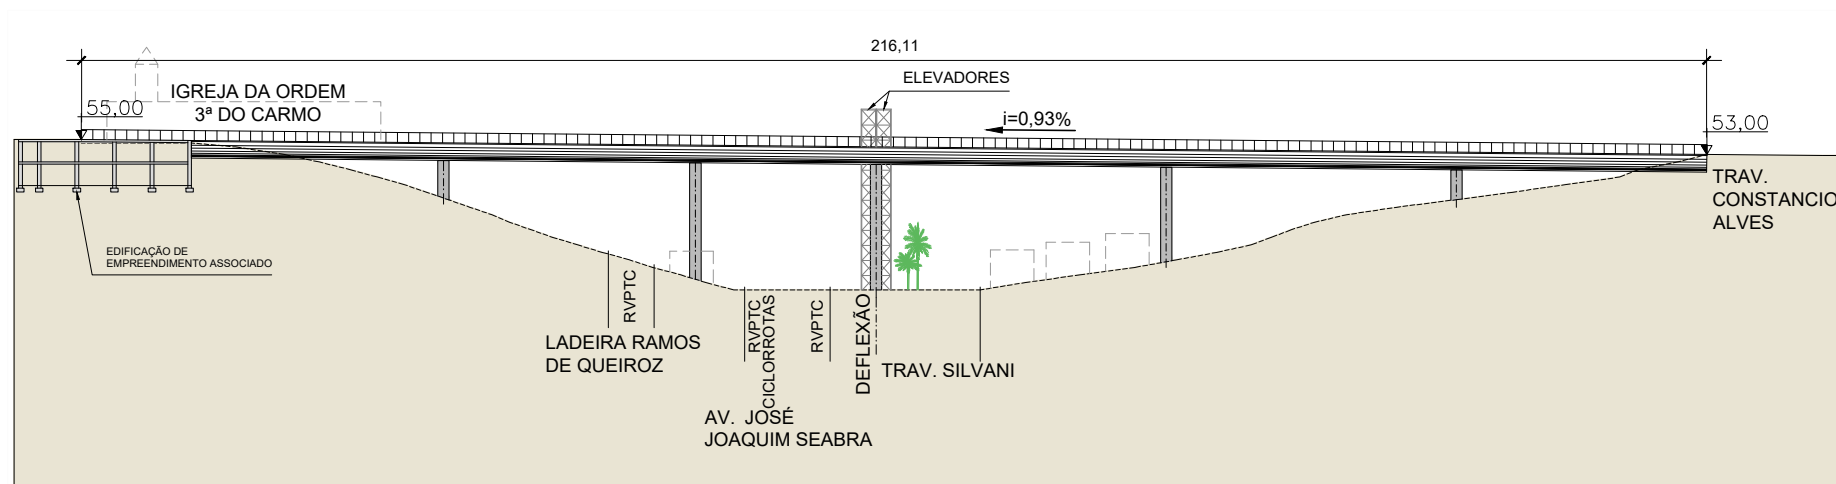 216,11
ELEVADORES
IGREJA DA ORDEM
3ª DO CARMO
55,00
i=0,93%
53,00
TRAV.
CONSTANCIO
ALVES
EDIFICAÇÃO DE
EMPREENDIMENTO ASSOCIADO
RVPTC
LADEIRA RAMOS
DE QUEIROZ
RVPTC
CICLORROTAS
RVPTC
DEFLEXÃO
TRAV. SILVANI
AV. JOSÉ
JOAQUIM SEABRA